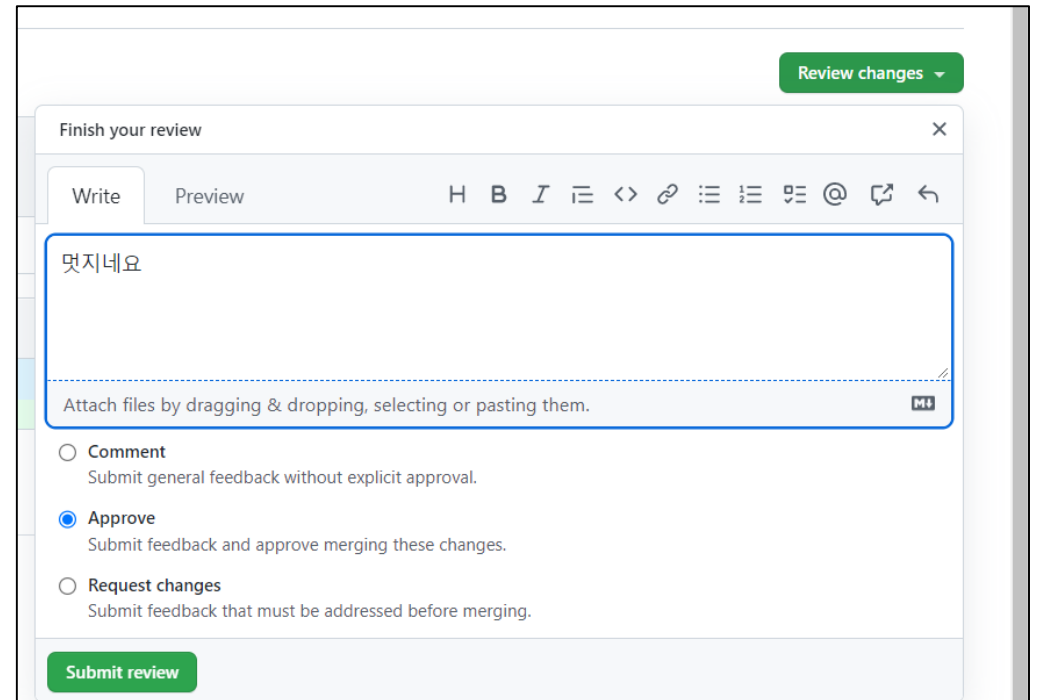 Review changes
Finish your review
Write Preview
멋지네요
Attach files by dragging & dropping, selecting or pasting them.
Comment
Submit general feedback without explicit approval.
Approve
Submit feedback and approve merging these changes.
Request changes
Submit feedback that must be addressed before merging.
Submit review